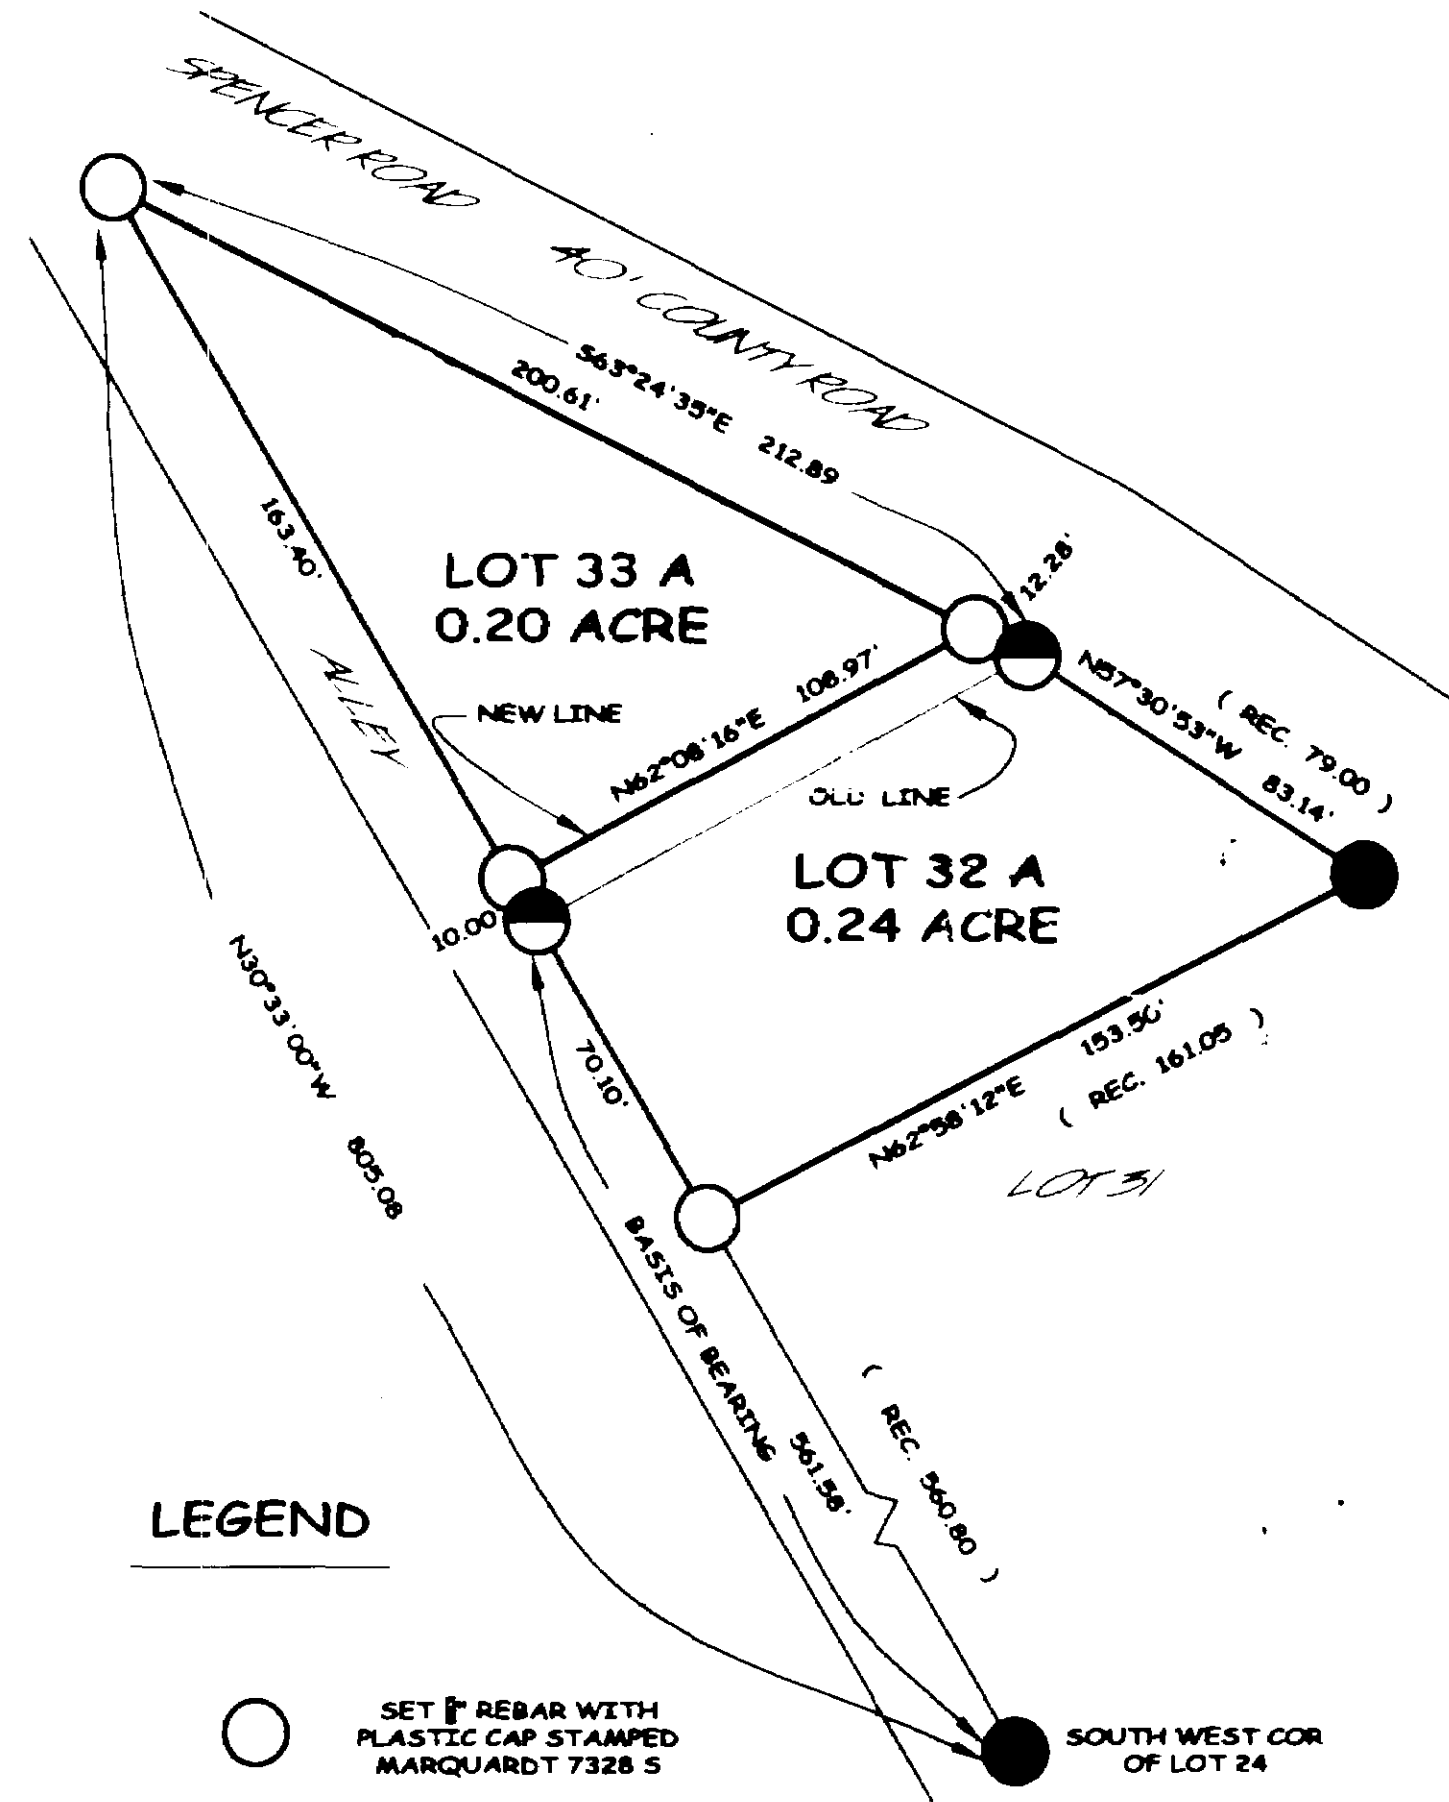 SPENCER ROAD
40' COUNTY ROAD
S63°24'35"E 212.89
200.61'
163.40'
12.28'
LOT 33 A
0.20 ACRE
ALLEY
NEW LINE
N62°08'16"E 108.97'
N57°30'53"W 83.14'
( REC. 79.00 )
OLD LINE
LOT 32 A
0.24 ACRE
10.00
70.10'
N30°33'00"W 805.08
153.50'
N62°58'12"E
( REC. 161.05 )
LOT 31
BASIS OF BEARING 561.58'
( REC. 560.80 )
LEGEND
SET REBAR WITH
PLASTIC CAP STAMPED
MARQUARDT 7328 S
SOUTH WEST COR
OF LOT 24